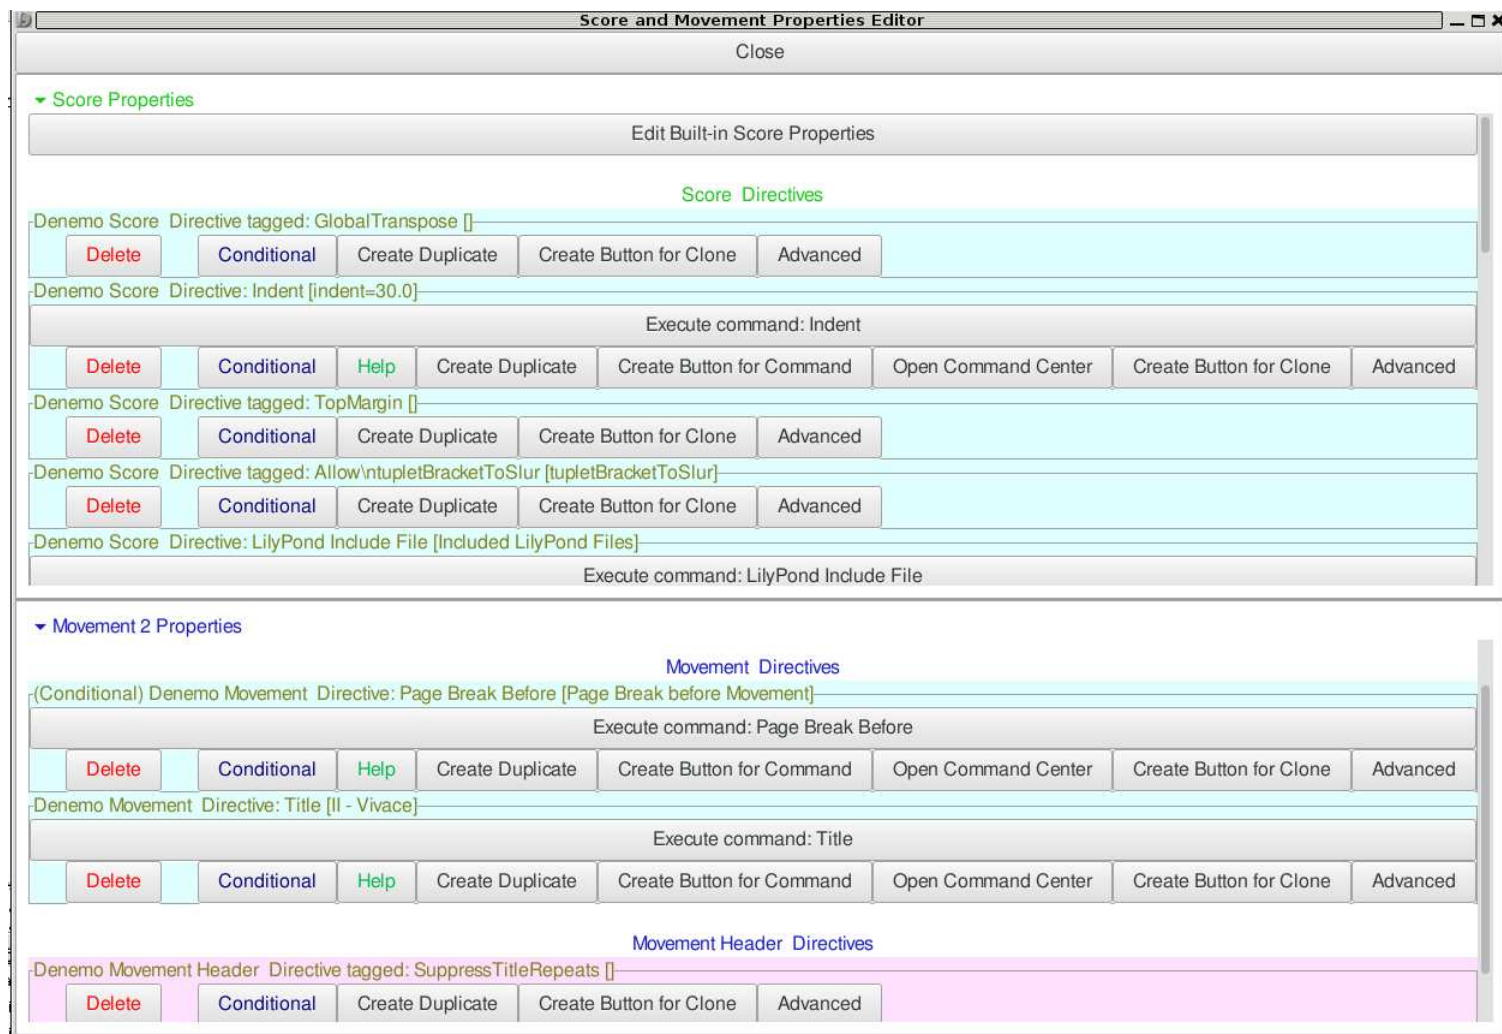 Score and Movement Properties Editor
Close
Score Properties
Edit Built-in Score Properties
Score Directives
Denemo Score Directive tagged: GlobalTranspose []
Delete Conditional Create Duplicate Create Button for Clone Advanced
Denemo Score Directive: Indent [indent=30.0]
Execute command: Indent
Delete Conditional Help Create Duplicate Create Button for Command Open Command Center Create Button for Clone Advanced
Denemo Score Directive tagged: TopMargin []
Delete Conditional Create Duplicate Create Button for Clone Advanced
Denemo Score Directive tagged: Allow\ntupletBracketToSlur [tupletBracketToSlur]
Delete Conditional Create Duplicate Create Button for Clone Advanced
Denemo Score Directive: LilyPond Include File [Included LilyPond Files]
Execute command: LilyPond Include File
Movement 2 Properties
Movement Directives
(Conditional) Denemo Movement Directive: Page Break Before [Page Break before Movement]
Execute command: Page Break Before
Delete Conditional Help Create Duplicate Create Button for Command Open Command Center Create Button for Clone Advanced
Denemo Movement Directive: Title [II - Vivace]
Execute command: Title
Delete Conditional Help Create Duplicate Create Button for Command Open Command Center Create Button for Clone Advanced
Movement Header Directives
Denemo Movement Header Directive tagged: SuppressTitleRepeats []
Delete Conditional Create Duplicate Create Button for Clone Advanced